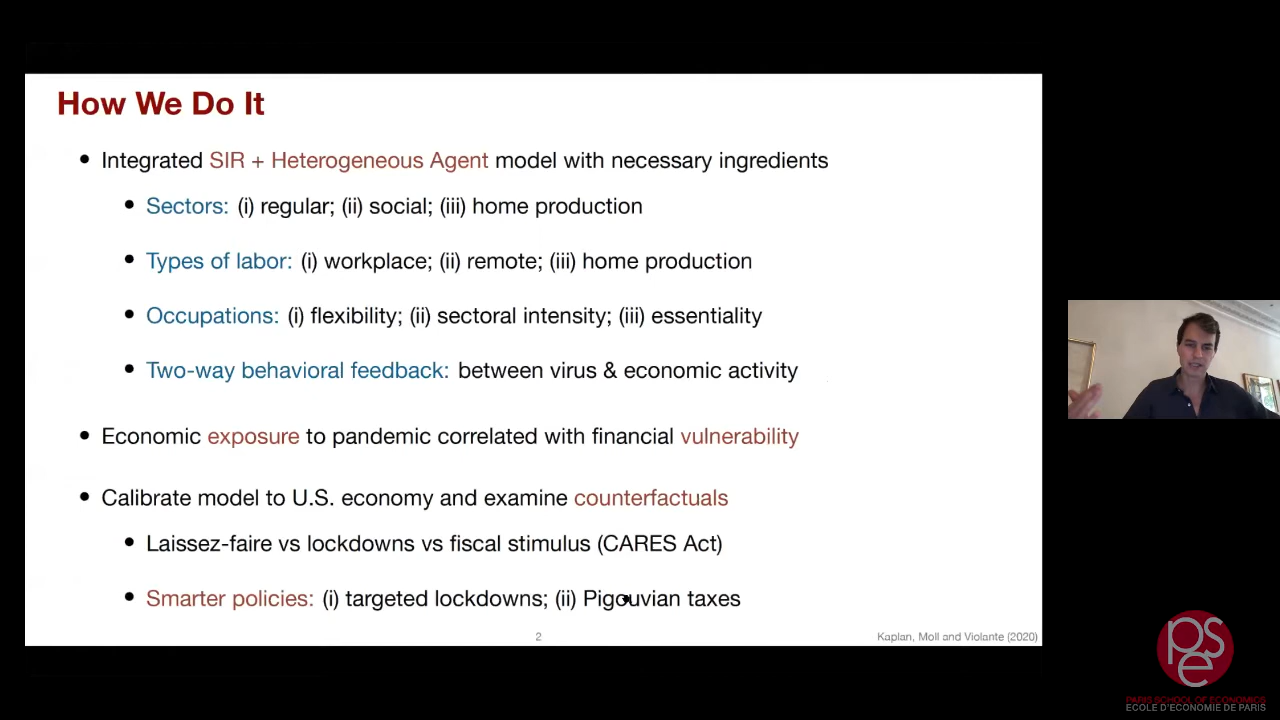 How We Do It
• Integrated SIR + Heterogeneous Agent model with necessary ingredients
• Sectors: (i) regular; (ii) social; (iii) home production
• Types of labor: (i) workplace; (ii) remote; (iii) home production
• Occupations: (i) flexibility; (ii) sectoral intensity; (iii) essentiality
• Two-way behavioral feedback: between virus & economic activity
• Economic exposure to pandemic correlated with financial vulnerability
• Calibrate model to U.S. economy and examine counterfactuals
• Laissez-faire vs lockdowns vs fiscal stimulus (CARES Act)
• Smarter policies: (i) targeted lockdowns; (ii) Pigouvian taxes
2
Kaplan, Moll and Violante (2020)
pse
PARIS SCHOOL OF ECONOMICS
ECOLE D'ECONOMIE DE PARIS